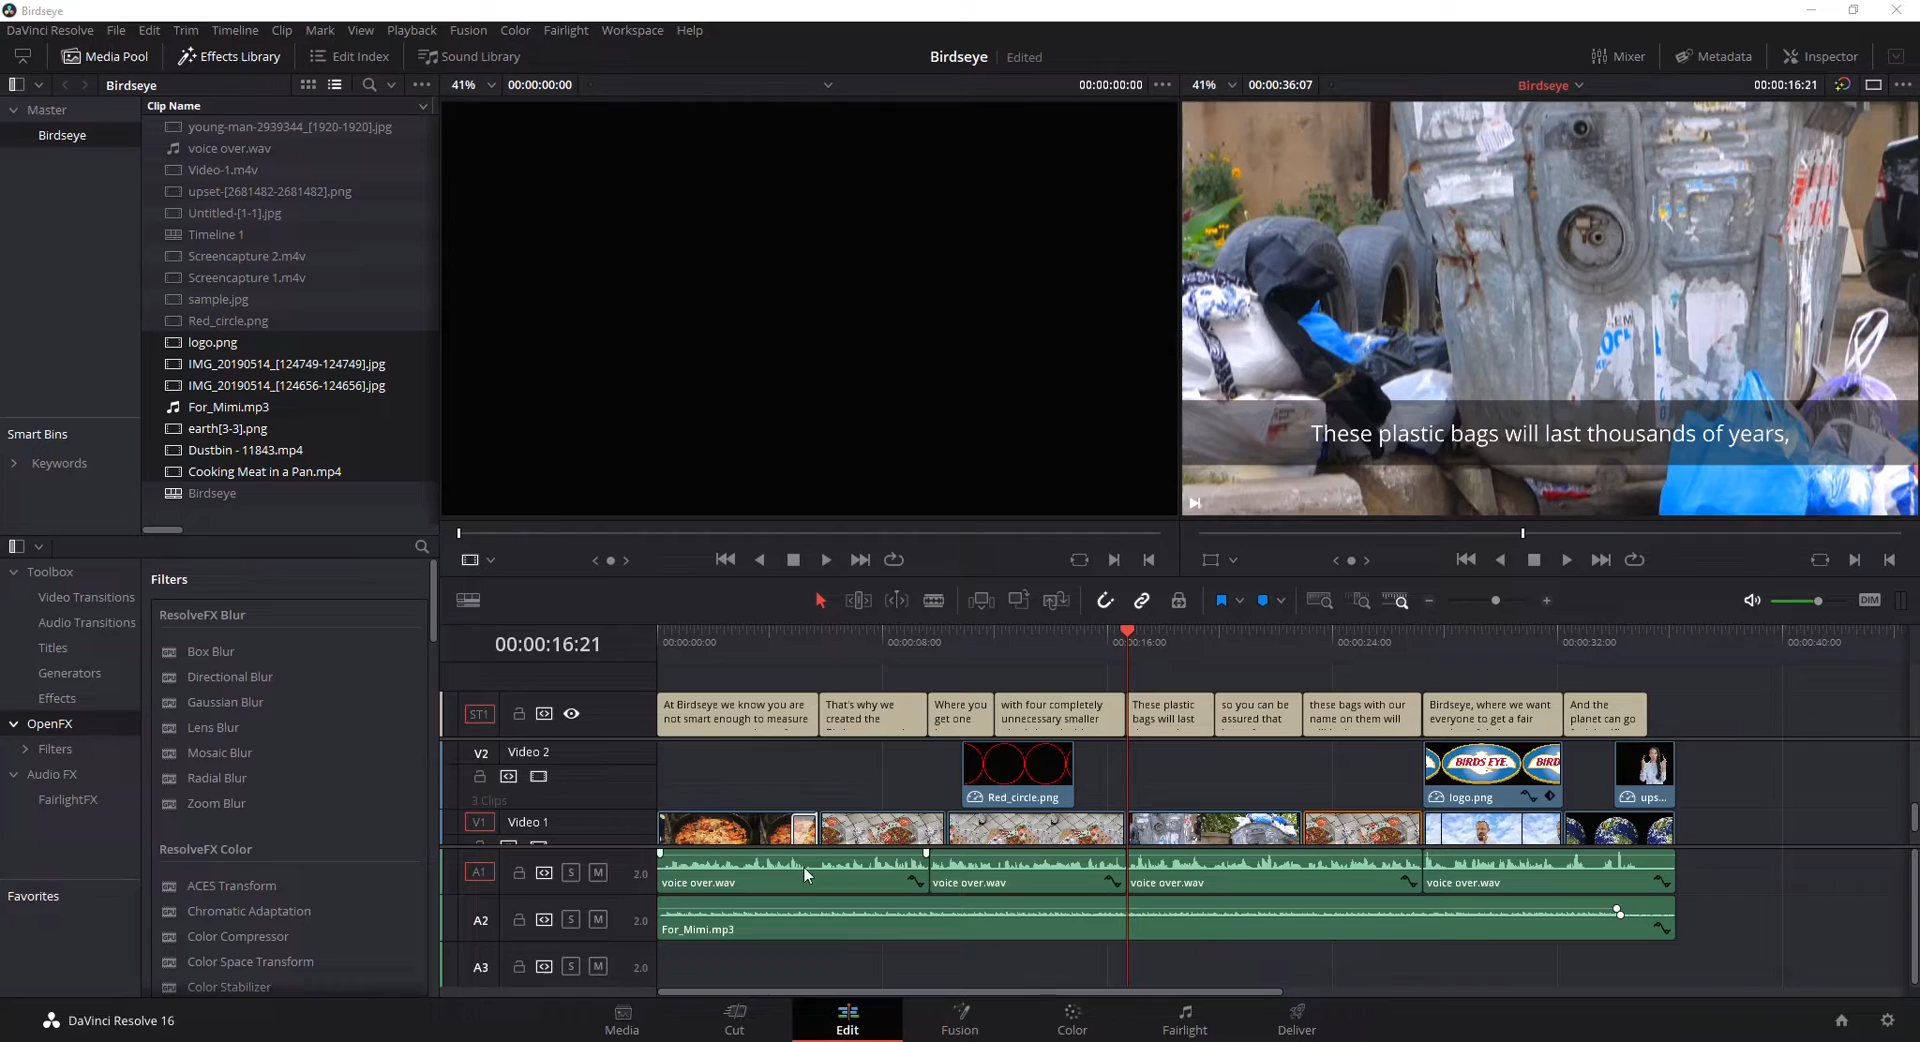 Birdseye
DaVinci Resolve File Edit Trim Timeline Clip Mark View Playback Fusion Color Fairlight Workspace Help
Media Pool Effects Library Edit Index Sound Library Birdseye Edited Mixer Metadata Inspector
Birdseye 41% 00:00:00:00 00:00:00:00 41% 00:00:36:07 Birdseye 00:00:16:21
Master
Birdseye
Clip Name
young-man-2939344_[1920-1920].jpg
voice over.wav
Video-1.m4v
upset-[2681482-2681482].png
Untitled-[1-1].jpg
Timeline 1
Screencapture 2.m4v
Screencapture 1.m4v
sample.jpg
Red_circle.png
logo.png
IMG_20190514_[124749-124749].jpg
IMG_20190514_[124656-124656].jpg
For_Mimi.mp3
earth[3-3].png
Dustbin - 11843.mp4
Cooking Meat in a Pan.mp4
Birdseye
Smart Bins
Keywords
These plastic bags will last thousands of years,
Toolbox
Video Transitions
Audio Transitions
Titles
Generators
Effects
OpenFX
Filters
Audio FX
FairlightFX
Favorites
Filters
ResolveFX Blur
Box Blur
Directional Blur
Gaussian Blur
Lens Blur
Mosaic Blur
Radial Blur
Zoom Blur
ResolveFX Color
ACES Transform
Chromatic Adaptation
Color Compressor
Color Space Transform
Color Stabilizer
DIM
00:00:16:21 00:00:00:00 00:00:08:00 00:00:16:00 00:00:24:00 00:00:32:00 00:00:40:00
ST1
At Birdseye we know you are
not smart enough to measure
That's why we
created the
Where you
get one
with four completely
unnecessary smaller
These plastic
bags will last
so you can be
assured that
these bags with our
name on them will
Birdseye, where we want
everyone to get a fair
And the
planet can go
V2 Video 2
3 Clips
Red_circle.png
BIRDS EYE. BIRD
logo.png
ups...
V1 Video 1
A1 S M 2.0
voice over.wav voice over.wav voice over.wav voice over.wav
A2 S M 2.0
For_Mimi.mp3
A3 S M 2.0
DaVinci Resolve 16
Media Cut Edit Fusion Color Fairlight Deliver